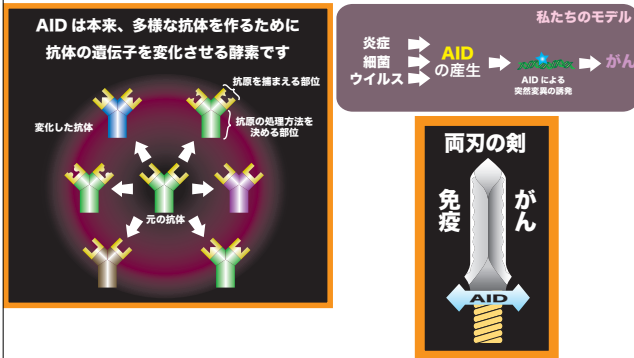 AID は本来、多様な抗体を作るために
抗体の遺伝子を変化させる酵素です
抗原を捕まえる部位
変化した抗体
抗原の処理方法を
決める部位
元の抗体
私たちのモデル
炎症
細菌
ウイルス
AID
の産生
AID による
突然変異の誘発
がん
両刃の剣
免疫
がん
AID